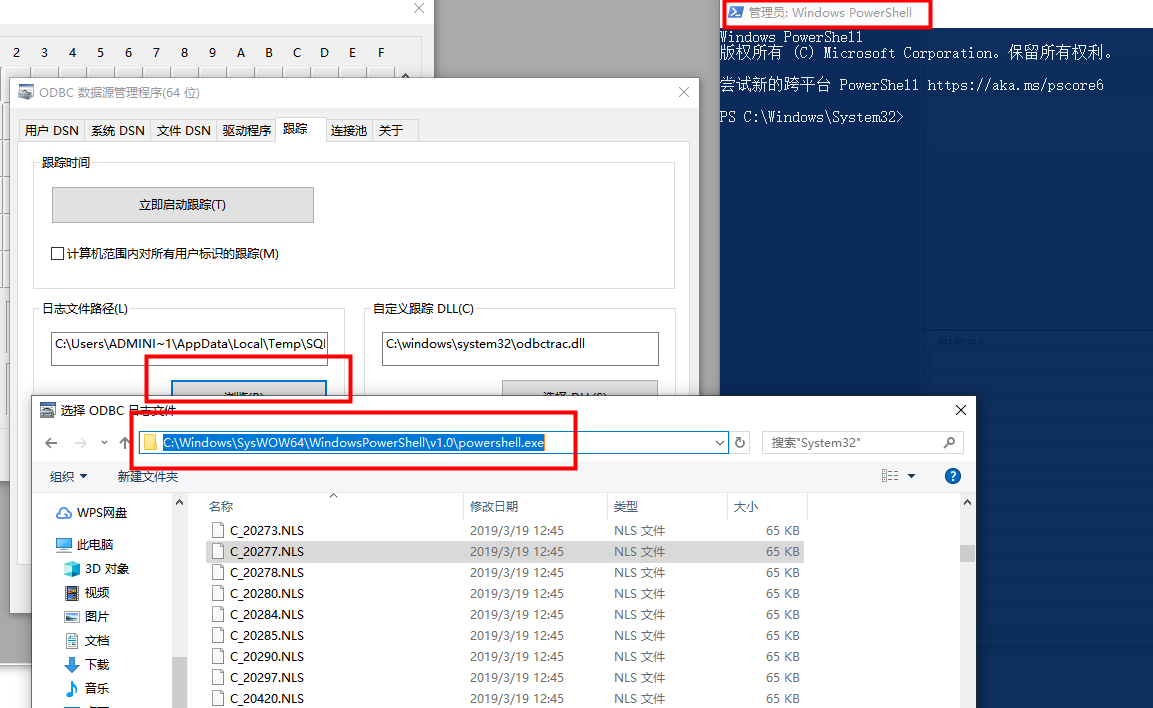 2 3 4 5 6 7 8 9 A B C D E F
管理员: Windows PowerShell
Windows PowerShell
版权所有 (C) Microsoft Corporation。保留所有权利。
尝试新的跨平台 PowerShell https://aka.ms/pscore6
PS C:\Windows\System32>
dpiAware
ODBC 数据源管理程序(64 位)
用户 DSN 系统 DSN 文件 DSN 驱动程序 跟踪 连接池 关于
跟踪时间
立即启动跟踪(T)
计算机范围内对所有用户标识的跟踪(M)
日志文件路径(L) 自定义跟踪 DLL(C)
C:\Users\ADMINI~1\AppData\Local\Temp\SQ C:\windows\system32\odbctrac.dll
选择 ODBC 日志文件
C:\Windows\SysWOW64\WindowsPowerShell\v1.0\powershell.exe 搜索"System32"
组织 新建文件夹
名称 修改日期 类型 大小
WPS网盘
此电脑
3D 对象
视频
图片
文档
下载
音乐
C_20273.NLS 2019/3/19 12:45 NLS 文件 65 KB
C_20277.NLS 2019/3/19 12:45 NLS 文件 65 KB
C_20278.NLS 2019/3/19 12:45 NLS 文件 65 KB
C_20280.NLS 2019/3/19 12:45 NLS 文件 65 KB
C_20284.NLS 2019/3/19 12:45 NLS 文件 65 KB
C_20285.NLS 2019/3/19 12:45 NLS 文件 65 KB
C_20290.NLS 2019/3/19 12:45 NLS 文件 65 KB
C_20297.NLS 2019/3/19 12:45 NLS 文件 65 KB
C_20420.NLS 2019/3/19 12:45 NLS 文件 65 KB